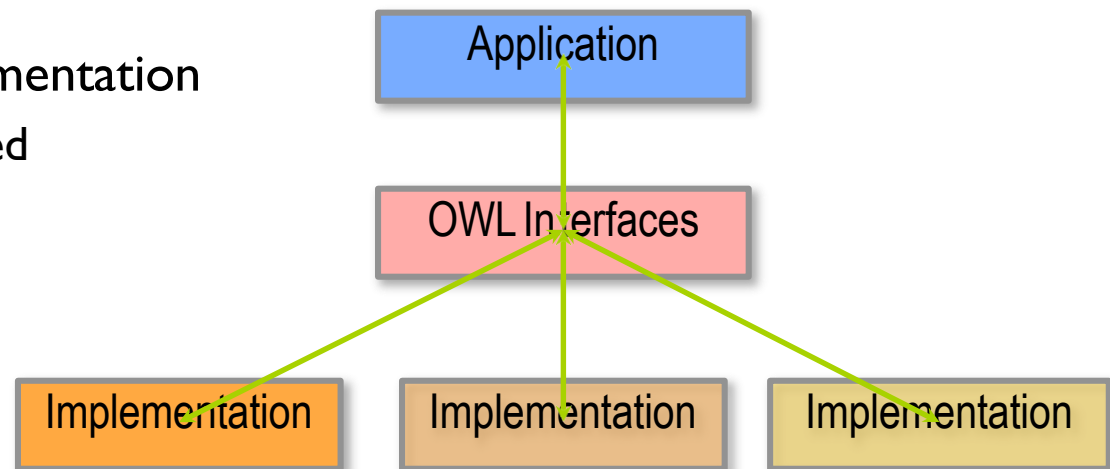 Application
mentation
ed
OWL Interfaces
Implementation
Implementation
Implementation